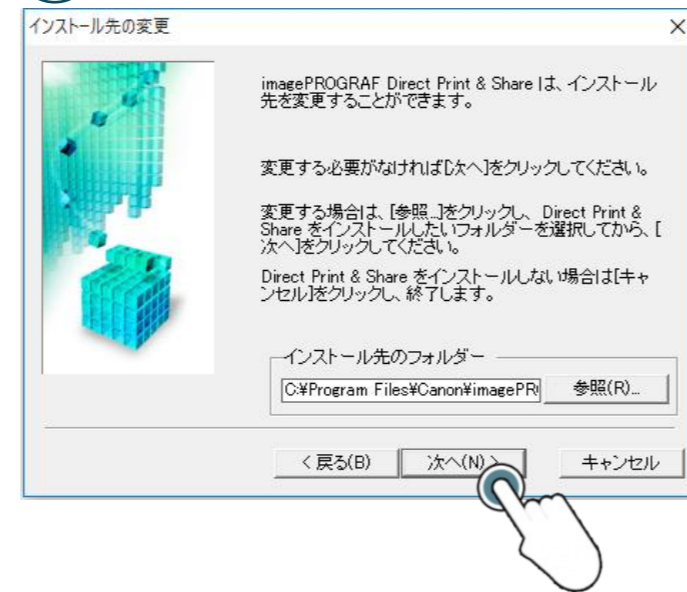 インストール先の変更
imagePROGRAF Direct Print & Share は、インストール
先を変更することができます。
変更する必要がなければ[次へ]をクリックしてください。
変更する場合は、[参照...]をクリックし、 Direct Print &
Share をインストールしたいフォルダーを選択してから、[
次へ]をクリックしてください。
Direct Print & Share をインストールしない場合は[キャ
ンセル]をクリックし、終了します。
インストール先のフォルダー
C:¥Program Files¥Canon¥imagePR
参照(R)...
< 戻る(B)
次へ(N) >
キャンセル